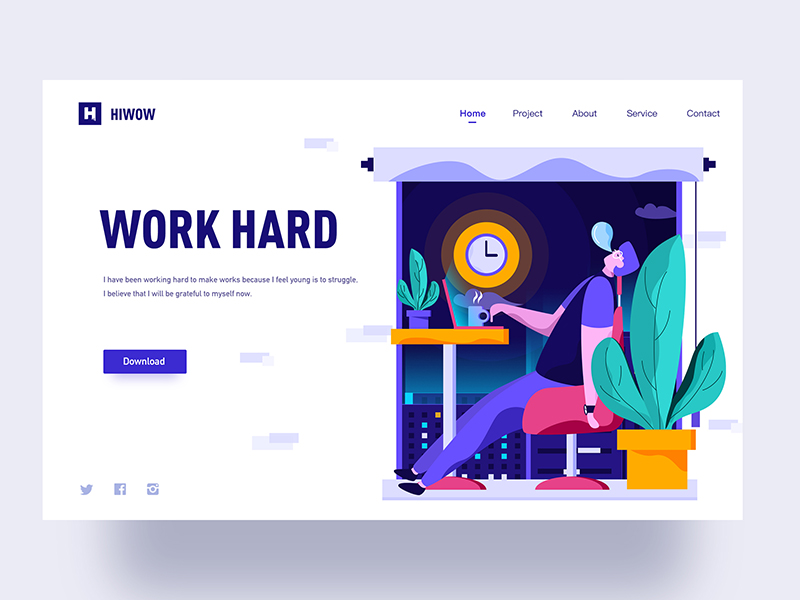 H HIWOW
Home Project About Service Contact
WORK HARD
I have been working hard to make works because I feel young is to struggle.
I believe that I will be grateful to myself now.
Download